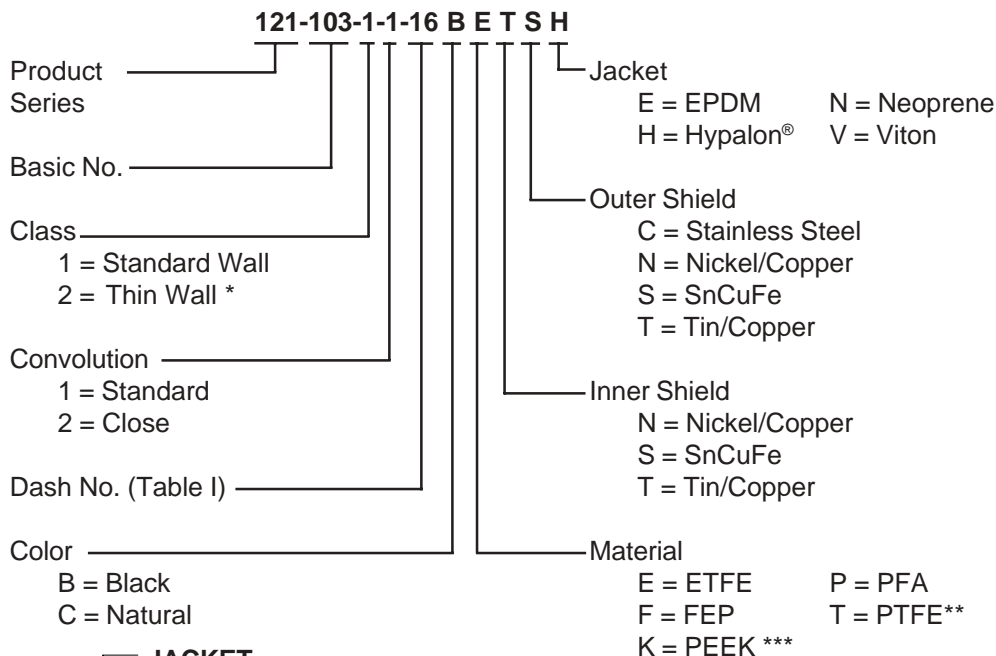 121-103-1-1-16 B E T S H
Product
Series
Basic No.
Class
1 = Standard Wall
2 = Thin Wall *
Convolution
1 = Standard
2 = Close
Dash No. (Table I)
Color
B = Black
C = Natural
Jacket
E = EPDM N = Neoprene
H = Hypalon® V = Viton
Outer Shield
C = Stainless Steel
N = Nickel/Copper
S = SnCuFe
T = Tin/Copper
Inner Shield
N = Nickel/Copper
S = SnCuFe
T = Tin/Copper
Material
E = ETFE P = PFA
F = FEP T = PTFE**
K = PEEK ***
JACKET